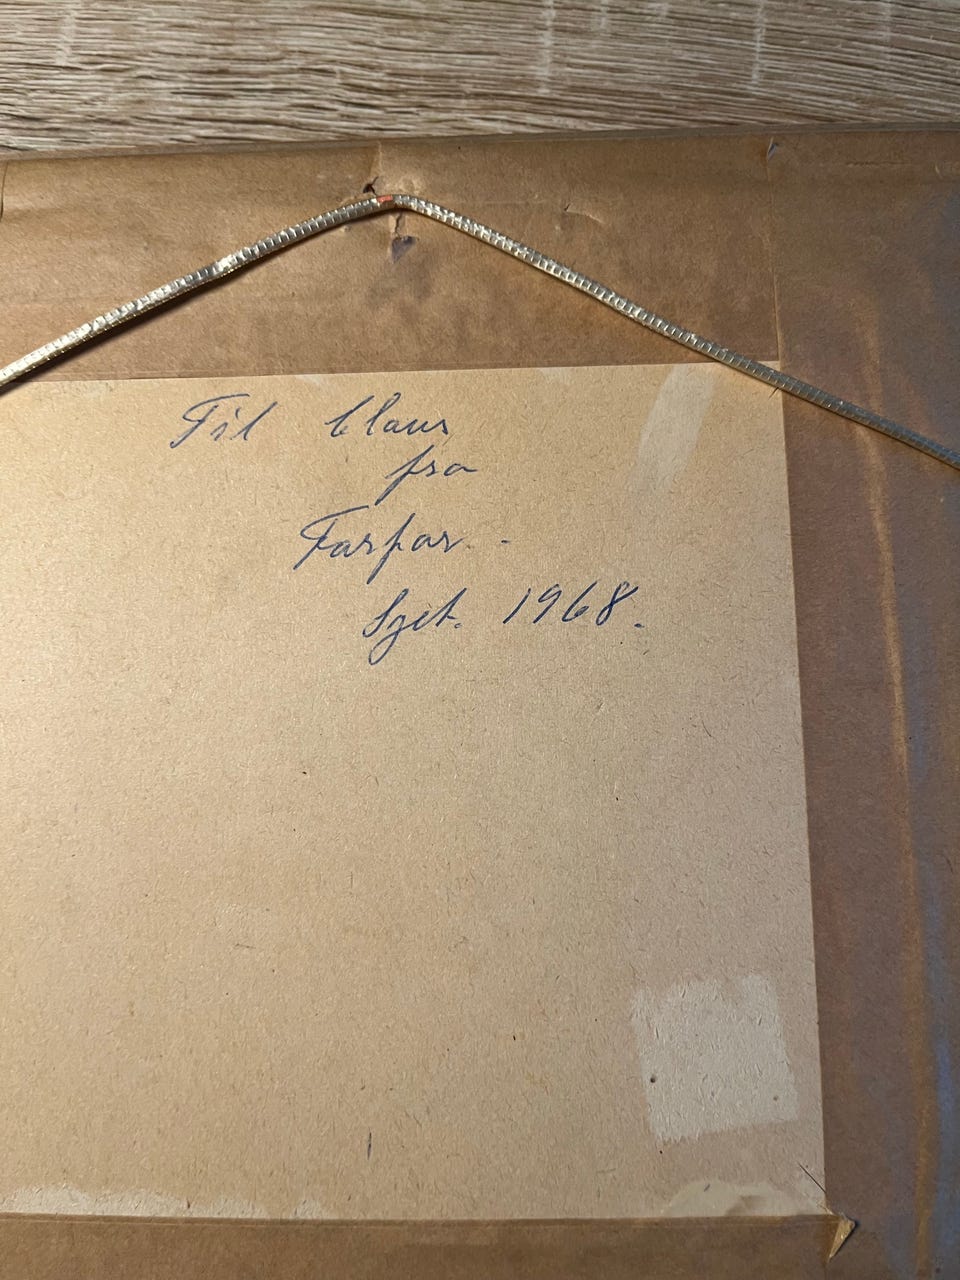 Til Claus
fra
Farfar.
Sept. 1968.